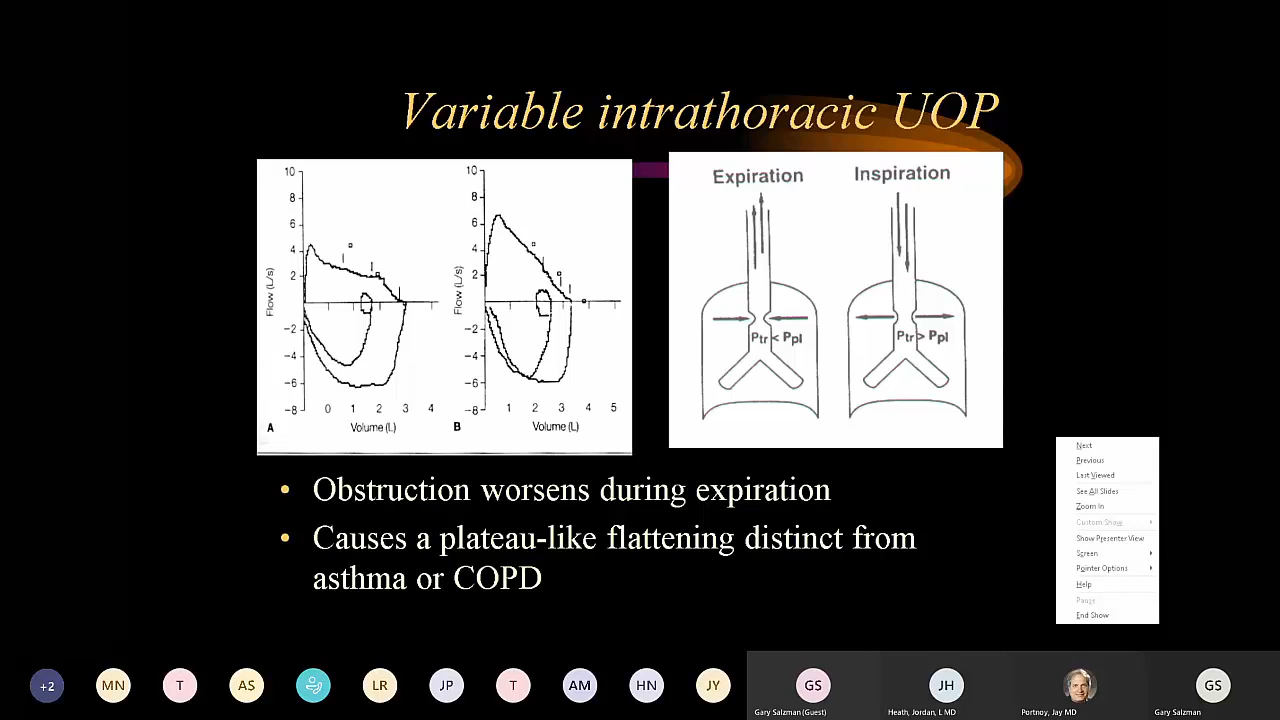 Variable intrathoracic UOP
10
8
6
4
2
−2
−4
−6
−8
Flow (L/s)
0 1 2 3 4
Volume (L)
A
10
8
6
4
2
−2
−4
−6
−8
Flow (L/s)
1 2 3 4 5
Volume (L)
B
Expiration Inspiration
Ptr < Ppl
Ptr > Ppl
• Obstruction worsens during expiration
• Causes a plateau-like flattening distinct from
asthma or COPD
Next
Previous
Last Viewed
See All Slides
Zoom In
Custom Show
Show Presenter View
Screen
Pointer Options
Help
Pause
End Show
+2 MN T AS LR JP T AM HN JY GS JH GS
Gary Salzman (Guest) Heath, Jordan, L MD Portnoy, Jay MD Gary Salzman